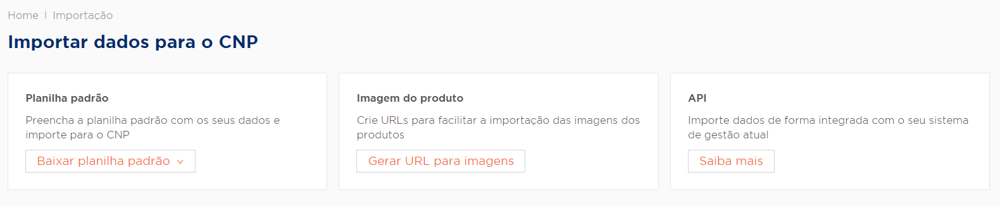 Home | Importação
Importar dados para o CNP
Planilha padrão
Preencha a planilha padrão com os seus dados e
importe para o CNP
Baixar planilha padrão
Imagem do produto
Crie URLs para facilitar a importação das imagens dos
produtos
Gerar URL para imagens
API
Importe dados de forma integrada com o seu sistema
de gestão atual
Saiba mais